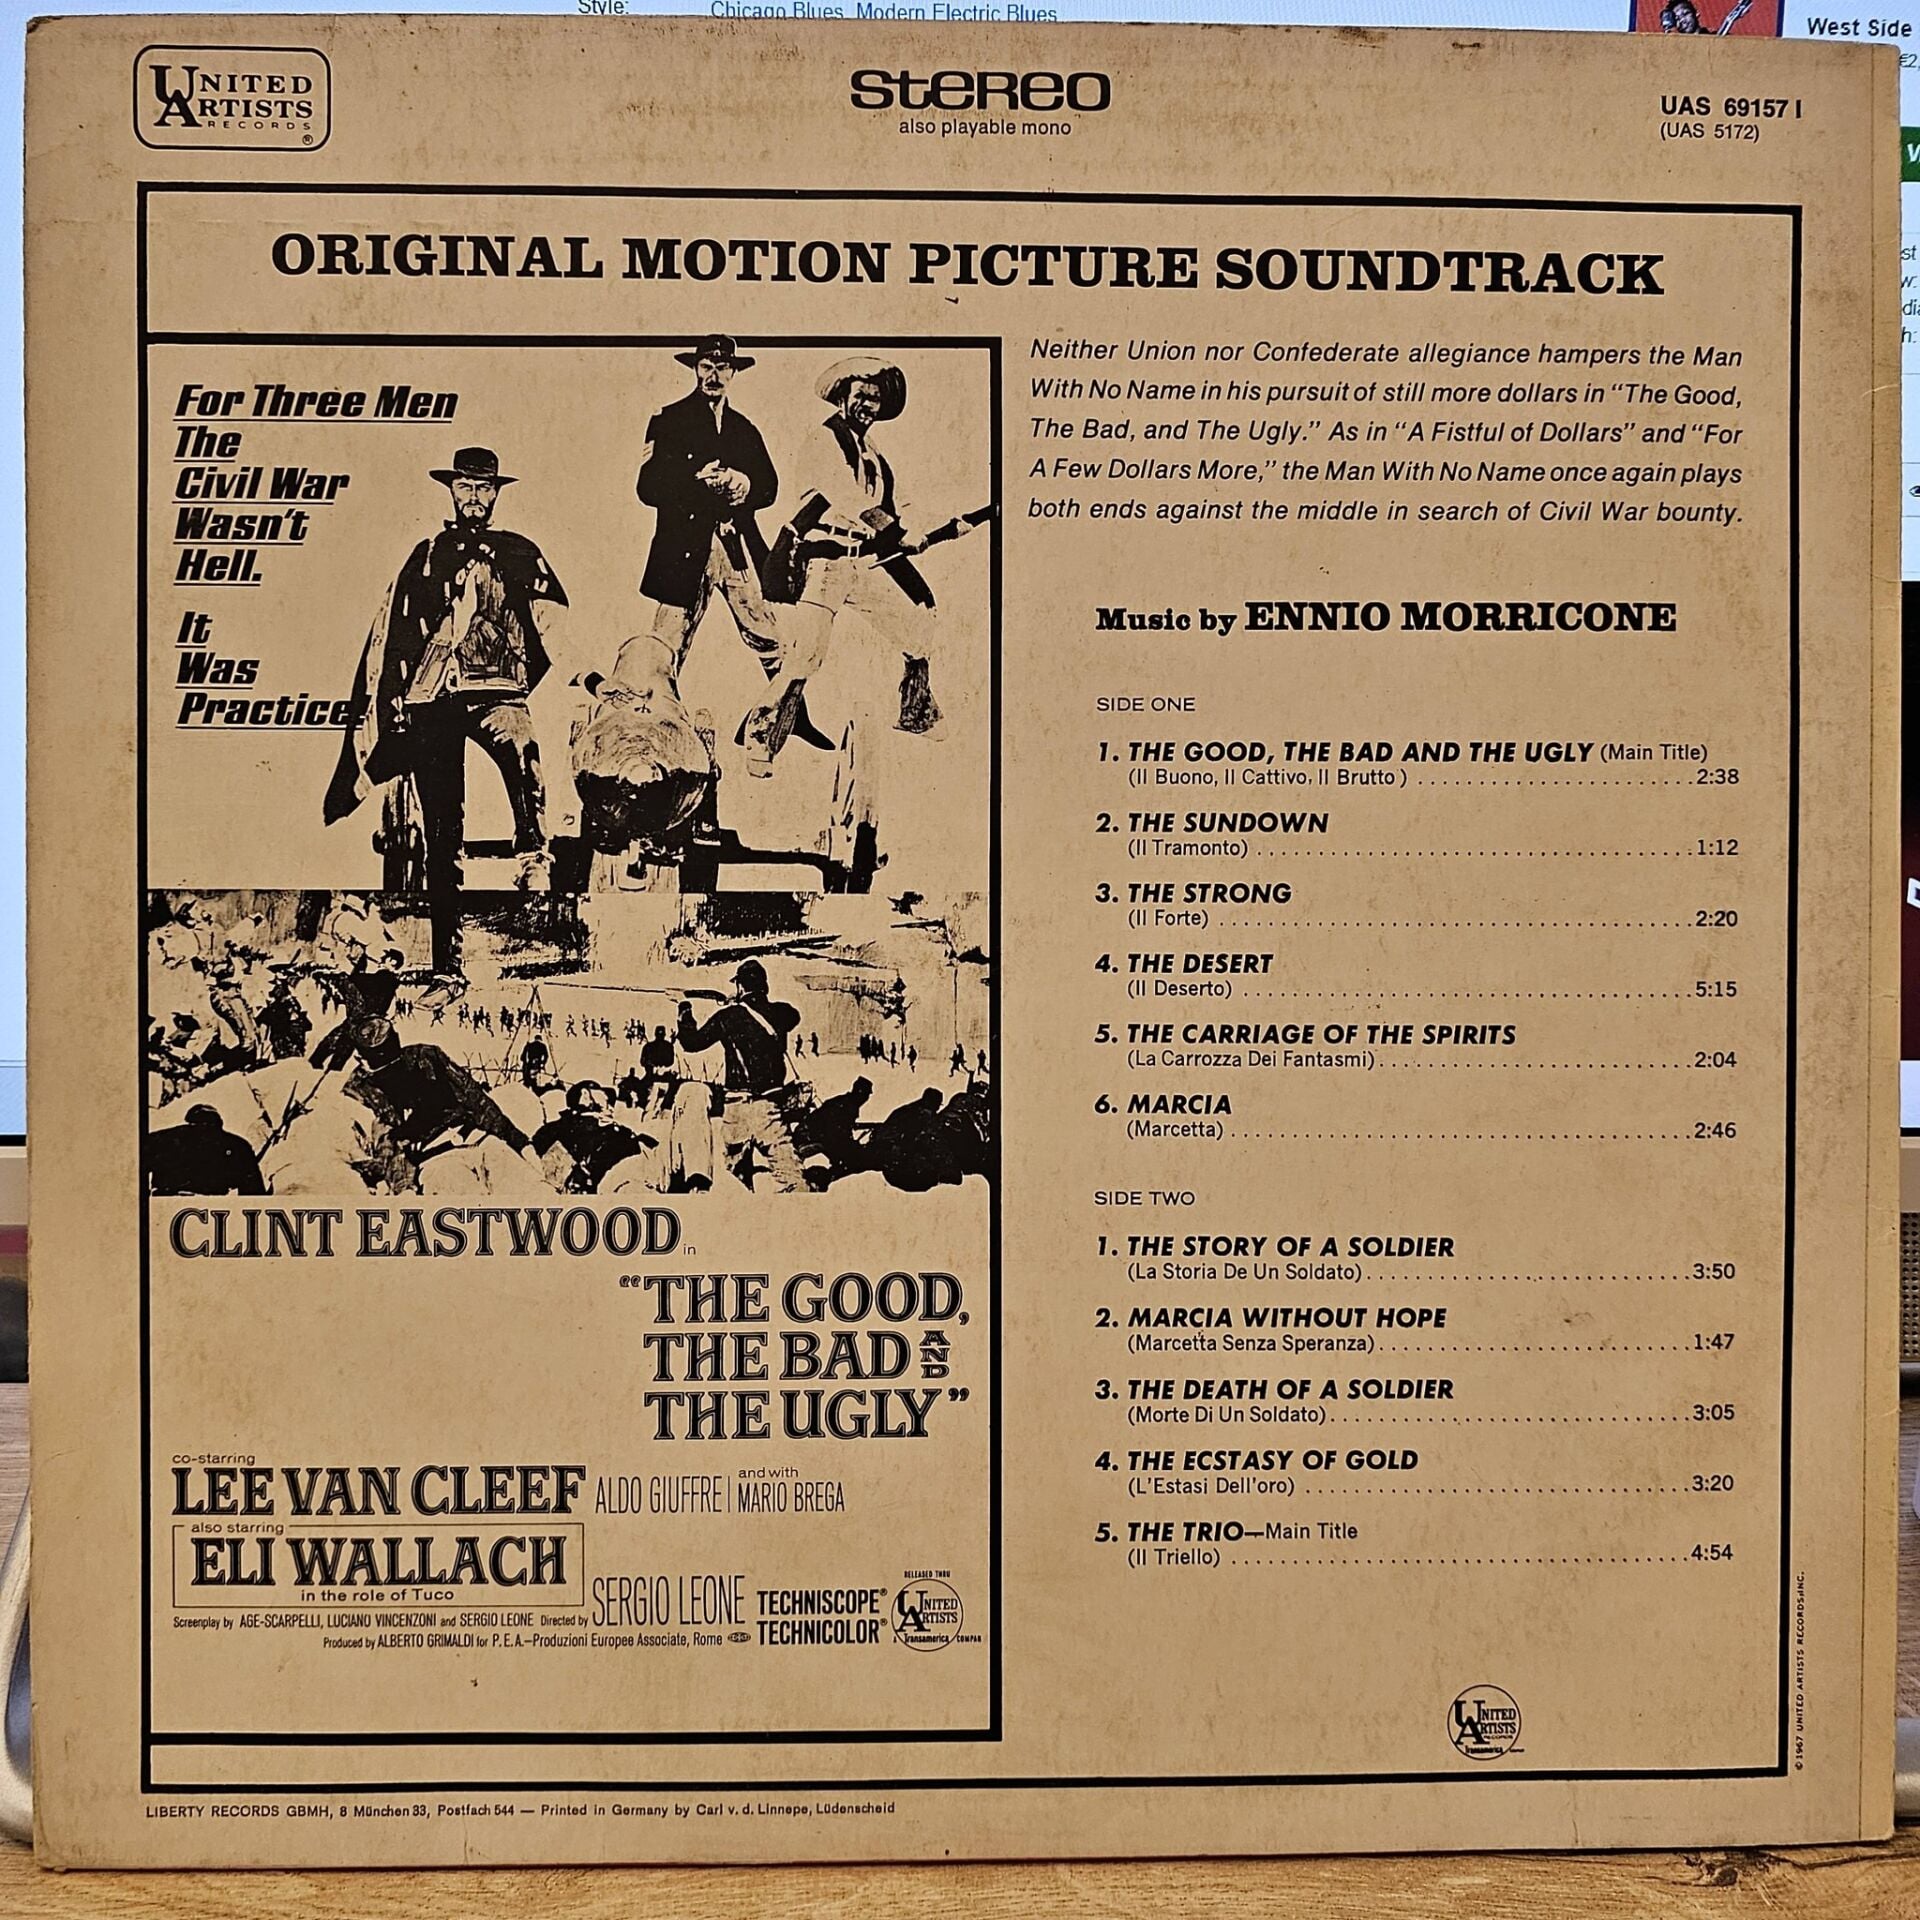 Style: Chicago Blues, Modern Electric Blues
West Side
UNITED
ARTISTS
RECORDS
®
stereo
also playable mono
UAS 69157 I
(UAS 5172)
ORIGINAL MOTION PICTURE SOUNDTRACK
For Three Men
The
Civil War
Wasn't
Hell.
It
Was
Practice!
Neither Union nor Confederate allegiance hampers the Man
With No Name in his pursuit of still more dollars in “The Good,
The Bad, and The Ugly.” As in “A Fistful of Dollars” and “For
A Few Dollars More,” the Man With No Name once again plays
both ends against the middle in search of Civil War bounty.
Music by ENNIO MORRICONE
SIDE ONE
1. THE GOOD, THE BAD AND THE UGLY (Main Title)
(Il Buono, Il Cattivo, Il Brutto) 2:38
2. THE SUNDOWN
(Il Tramonto) 1:12
3. THE STRONG
(Il Forte) 2:20
4. THE DESERT
(Il Deserto) 5:15
5. THE CARRIAGE OF THE SPIRITS
(La Carrozza Dei Fantasmi) 2:04
6. MARCIA
(Marcetta) 2:46
SIDE TWO
1. THE STORY OF A SOLDIER
(La Storia De Un Soldato) 3:50
2. MARCIA WITHOUT HOPE
(Marcetta Senza Speranza) 1:47
3. THE DEATH OF A SOLDIER
(Morte Di Un Soldato) 3:05
4. THE ECSTASY OF GOLD
(L'Estasi Dell'oro) 3:20
5. THE TRIO—Main Title
(Il Triello) 4:54
CLINT EASTWOOD in
“THE GOOD,
THE BAD AND
THE UGLY”
co-starring
LEE VAN CLEEF ALDO GIUFFRE | and with MARIO BREGA
also starring
ELI WALLACH
in the role of Tuco
Screenplay by AGE-SCARPELLI, LUCIANO VINCENZONI and SERGIO LEONE Directed by SERGIO LEONE
Produced by ALBERTO GRIMALDI for P.E.A.—Produzioni Europee Associate, Rome
TECHNISCOPE®
TECHNICOLOR®
RELEASED THRU
UNITED
ARTISTS
A Transamerica COMPAN
UNITED
ARTISTS
RECORDS
Transamerica
© 1967 UNITED ARTISTS RECORDS, INC.
LIBERTY RECORDS GBMH, 8 München 33, Postfach 544 — Printed in Germany by Carl v. d. Linnepe, Lüdenscheid